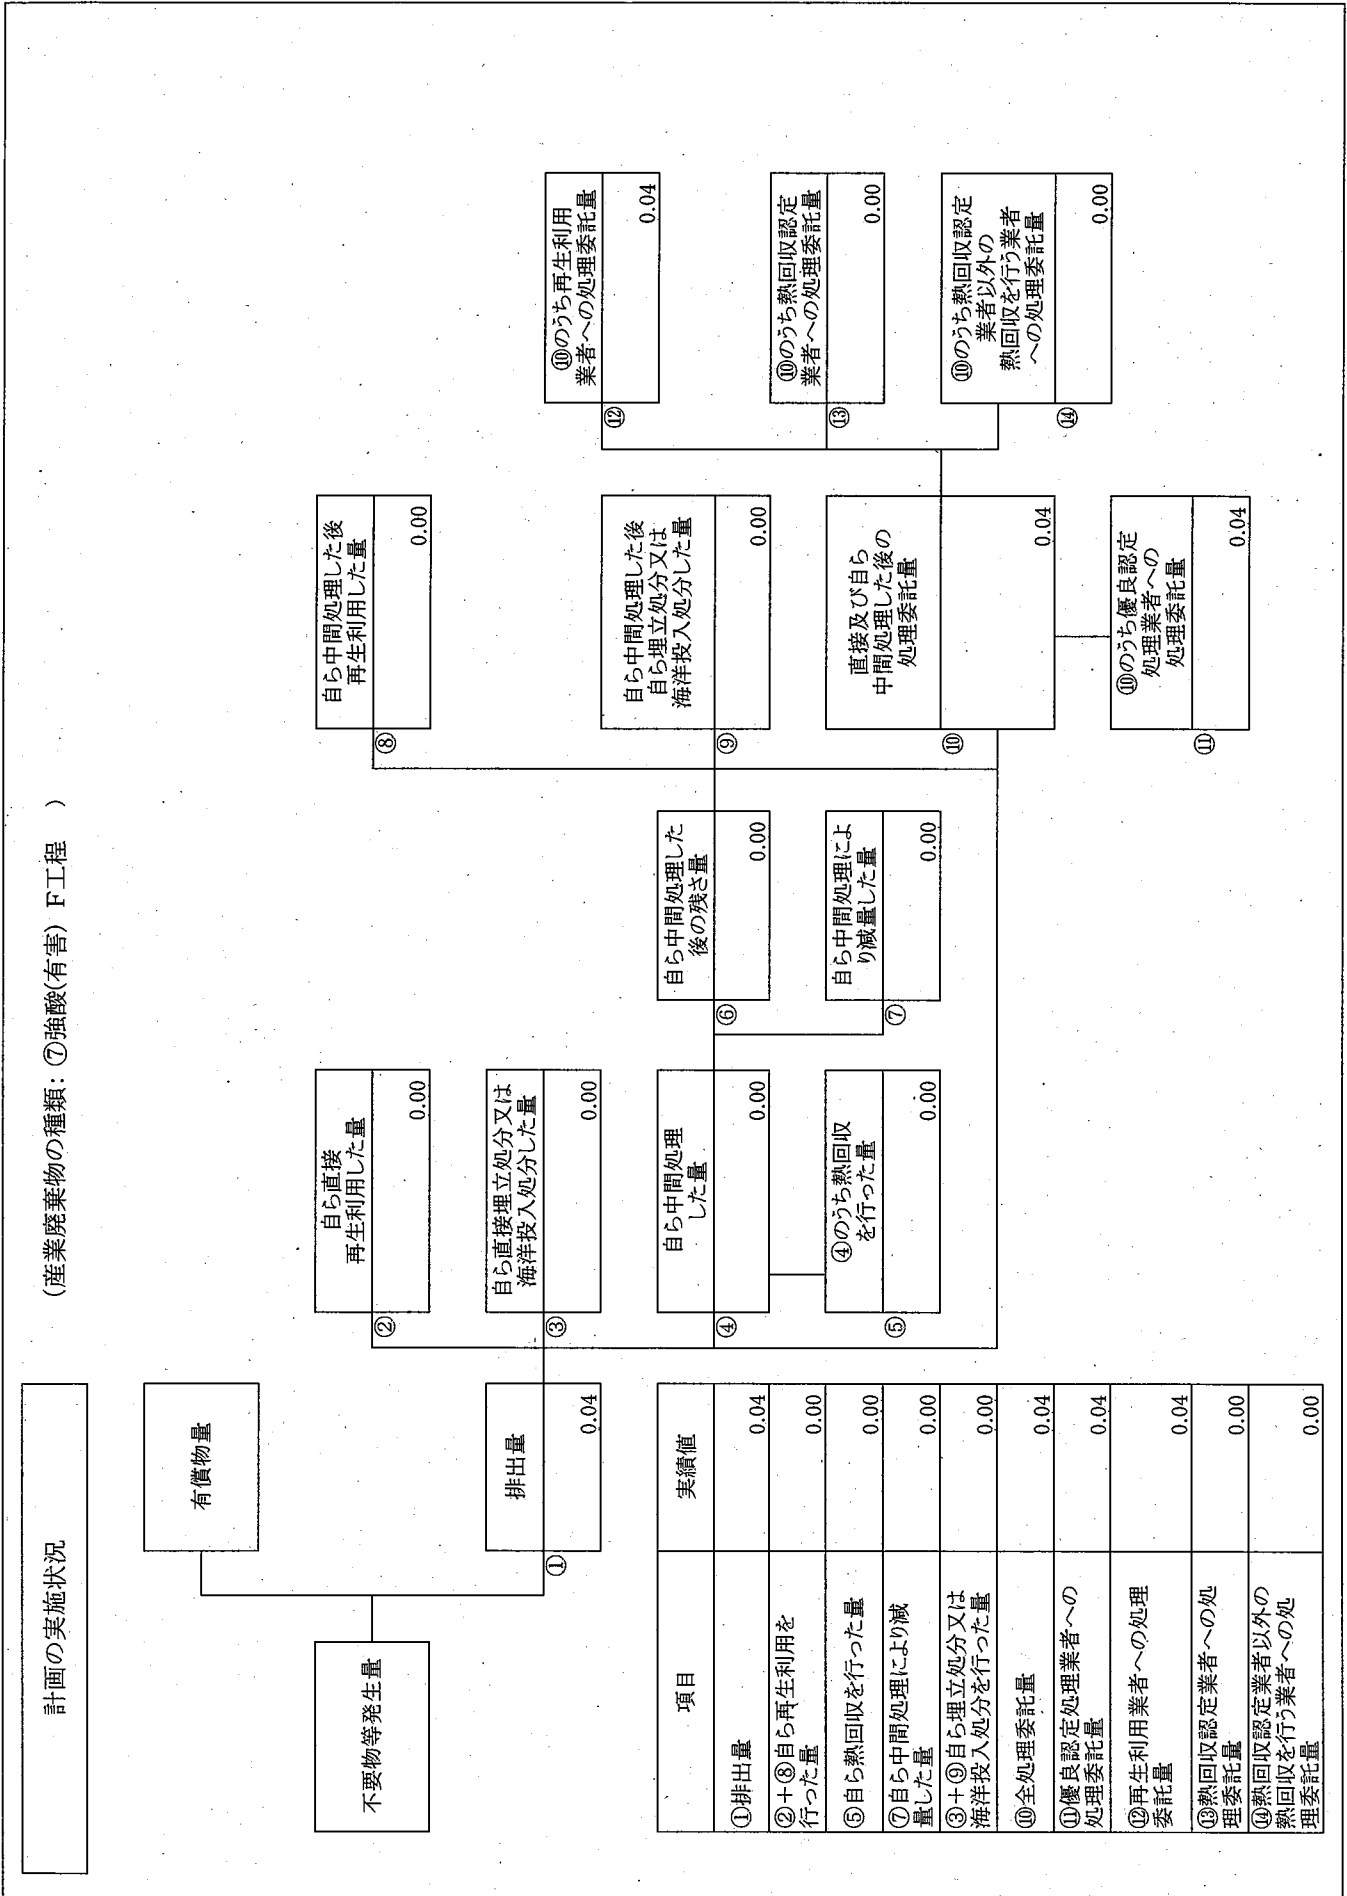 計画の実施状況
(産業廃棄物の種類：⑦強酸(有害) F工程 )
不要物等発生量
有償物量
①
排出量
0.04
②
自ら直接
再生利用した量
0.00
③
自ら直接埋立処分又は
海洋投入処分した量
0.00
④
自ら中間処理
した量
0.00
⑤
④のうち熱回収
を行った量
0.00
⑥
自ら中間処理した
後の残さ量
0.00
⑦
自ら中間処理によ
り減量した量
0.00
⑧
自ら中間処理した後
再生利用した量
0.00
⑨
自ら中間処理した後
自ら埋立処分又は
海洋投入処分した量
0.00
⑩
直接及び自ら
中間処理した後の
処理委託量
0.04
⑪
⑩のうち優良認定
処理業者への
処理委託量
0.04
⑫
⑩のうち再生利用
業者への処理委託量
0.04
⑬
⑩のうち熱回収認定
業者への処理委託量
0.00
⑭
⑩のうち熱回収認定
業者以外の
熱回収を行う業者
への処理委託量
0.00
項目 実績値
①排出量 0.04
②+⑧自ら再生利用を
行った量 0.00
⑤自ら熱回収を行った量 0.00
⑦自ら中間処理により減
量した量 0.00
③+⑨自ら埋立処分又は
海洋投入処分を行った量 0.00
⑩全処理委託量 0.04
⑪優良認定処理業者への
処理委託量 0.04
⑫再生利用業者への処理
委託量 0.04
⑬熱回収認定業者への処
理委託量 0.00
⑭熱回収認定業者以外の
熱回収を行う業者への処
理委託量 0.00